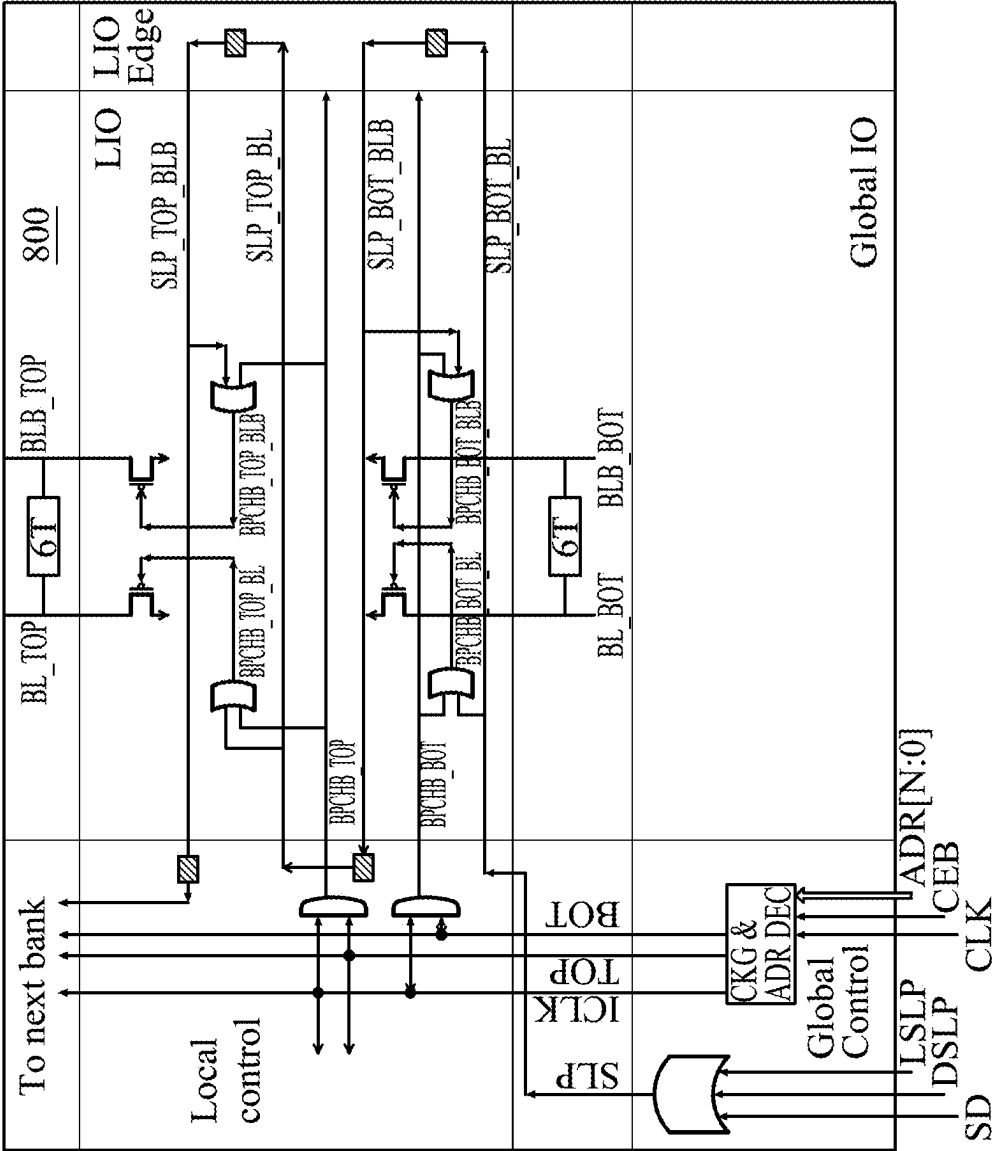 To next bank
800
LIO
LIO
Edge
BL_TOP
BLB_TOP
6T
SLP_TOP_BLB
SLP_TOP_BL
BPCHB_TOP_BL
BPCHB_TOP_BLB
BPCHB_TOP
SLP_BOT_BLB
BPCHB_BOT
BPCHB_BOT_BL
BPCHB_BOT_BLB
SLP_BOT_BL
BL_BOT
BLB_BOT
6T
Local
control
SLP
ICLK
TOP
BOT
CKG &
ADR DEC
Global
Control
Global IO
SD
DSLP
LSLP
CLK
CEB
ADR[N:0]